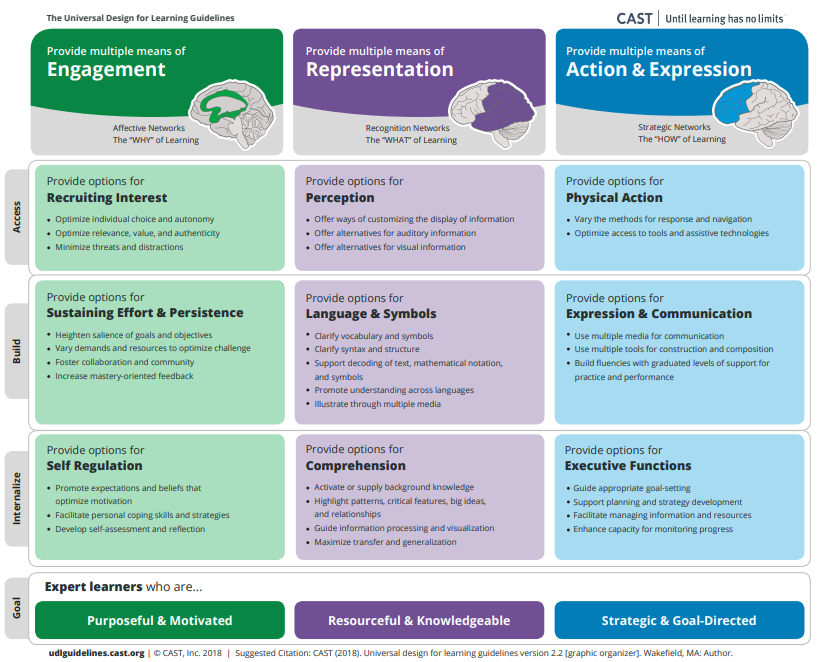 The Universal Design for Learning Guidelines
CAST | Until learning has no limits
Provide multiple means of
Engagement
Affective Networks
The "WHY" of Learning
Provide multiple means of
Representation
Recognition Networks
The "WHAT" of Learning
Provide multiple means of
Action & Expression
Strategic Networks
The "HOW" of Learning
Access
Provide options for
Recruiting Interest
• Optimize individual choice and autonomy
• Optimize relevance, value, and authenticity
• Minimize threats and distractions
Provide options for
Perception
• Offer ways of customizing the display of information
• Offer alternatives for auditory information
• Offer alternatives for visual information
Provide options for
Physical Action
• Vary the methods for response and navigation
• Optimize access to tools and assistive technologies
Build
Provide options for
Sustaining Effort & Persistence
• Heighten salience of goals and objectives
• Vary demands and resources to optimize challenge
• Foster collaboration and community
• Increase mastery-oriented feedback
Provide options for
Language & Symbols
• Clarify vocabulary and symbols
• Clarify syntax and structure
• Support decoding of text, mathematical notation,
and symbols
• Promote understanding across languages
• Illustrate through multiple media
Provide options for
Expression & Communication
• Use multiple media for communication
• Use multiple tools for construction and composition
• Build fluencies with graduated levels of support for
practice and performance
Internalize
Provide options for
Self Regulation
• Promote expectations and beliefs that
optimize motivation
• Facilitate personal coping skills and strategies
• Develop self-assessment and reflection
Provide options for
Comprehension
• Activate or supply background knowledge
• Highlight patterns, critical features, big ideas,
and relationships
• Guide information processing and visualization
• Maximize transfer and generalization
Provide options for
Executive Functions
• Guide appropriate goal-setting
• Support planning and strategy development
• Facilitate managing information and resources
• Enhance capacity for monitoring progress
Goal
Expert learners who are...
Purposeful & Motivated
Resourceful & Knowledgeable
Strategic & Goal-Directed
udlguidelines.cast.org | © CAST, Inc. 2018 | Suggested Citation: CAST (2018). Universal design for learning guidelines version 2.2 [graphic organizer]. Wakefield, MA: Author.